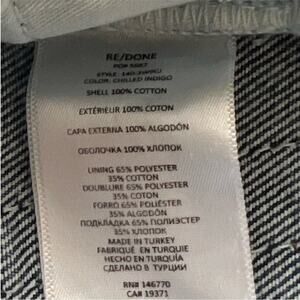 RE/DONE
PO# 5687
STYLE:
COLOR: CHILLED INDIGO
SHELL 100% COTTON
EXTÉRIEUR 100% COTON
CAPA EXTERNA 100% ALGODÓN
ОБОЛОЧКА 100% ХЛОПОК
LINING 65% POLYESTER
35% COTTON
DOUBLURE 65% POLYESTER
35% COTON
FORRO 65% POLIÉSTER
35% ALGODÓN
ПОДКЛАДКА 65% ПОЛИЭСТЕР
35% ХЛОПОК
MADE IN TURKEY
FABRIQUÉ EN TURQUIE
HECHO EN TURQUÍA
СДЕЛАНО В ТУРЦИИ
RN# 146770
CA# 19371